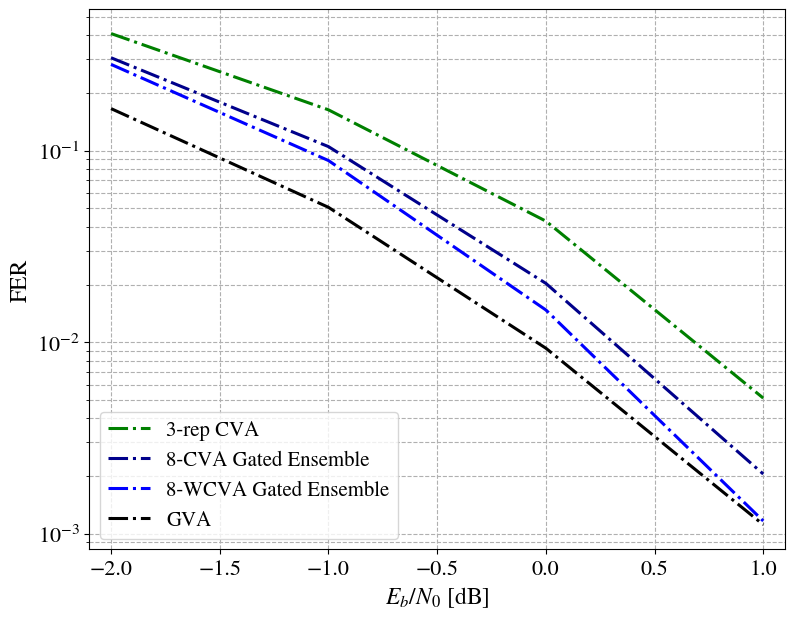 FER
10⁻¹
10⁻²
10⁻³
3-rep CVA
8-CVA Gated Ensemble
8-WCVA Gated Ensemble
GVA
−2.0 −1.5 −1.0 −0.5 0.0 0.5 1.0
E_b/N_0 [dB]